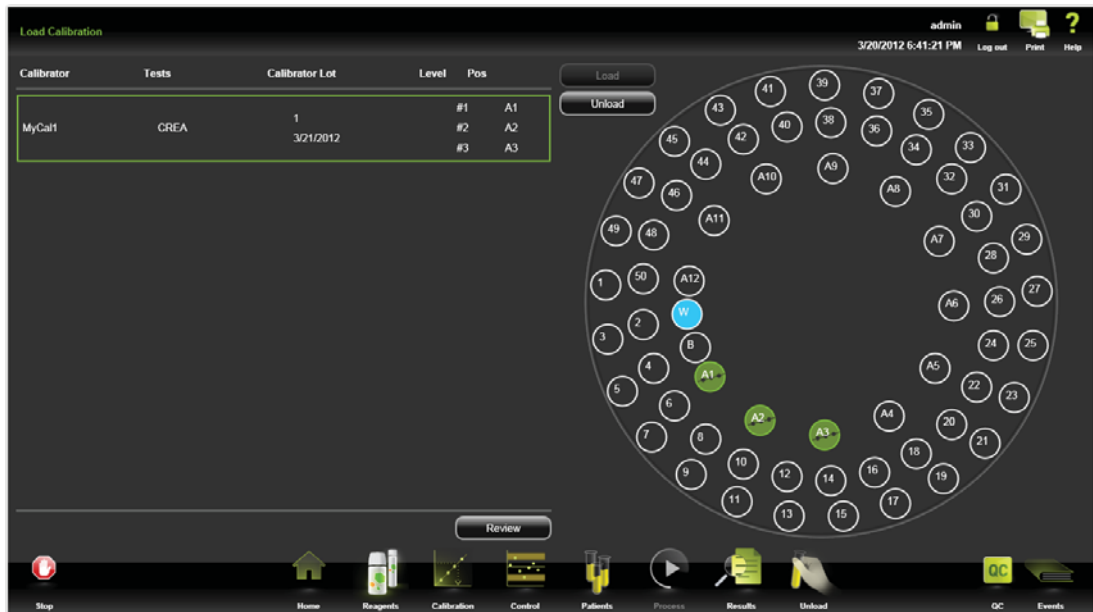 Load Calibration
admin
3/20/2012 6:41:21 PM
Log out Print Help
Calibrator Tests Calibrator Lot Level Pos
MyCal1 CREA 1 3/21/2012
#1 A1
#2 A2
#3 A3
Load
Unload
39
41 37
43 35
38
40 36
42
45 34 33
44 A9
A10 32
47 A8 31
46
A11 30
49 48 A7 29
28
1 50 A12
A6 26 27
W
2
3 B
24 25
4 A1 A5
5 22 23
6
A2 A3 A4 20
7 8 21
18
10 16
9 12 14 19
11 17
13 15
Review
Stop Home Reagents Calibration Control Patients Process Results Unload QC QC Events
?